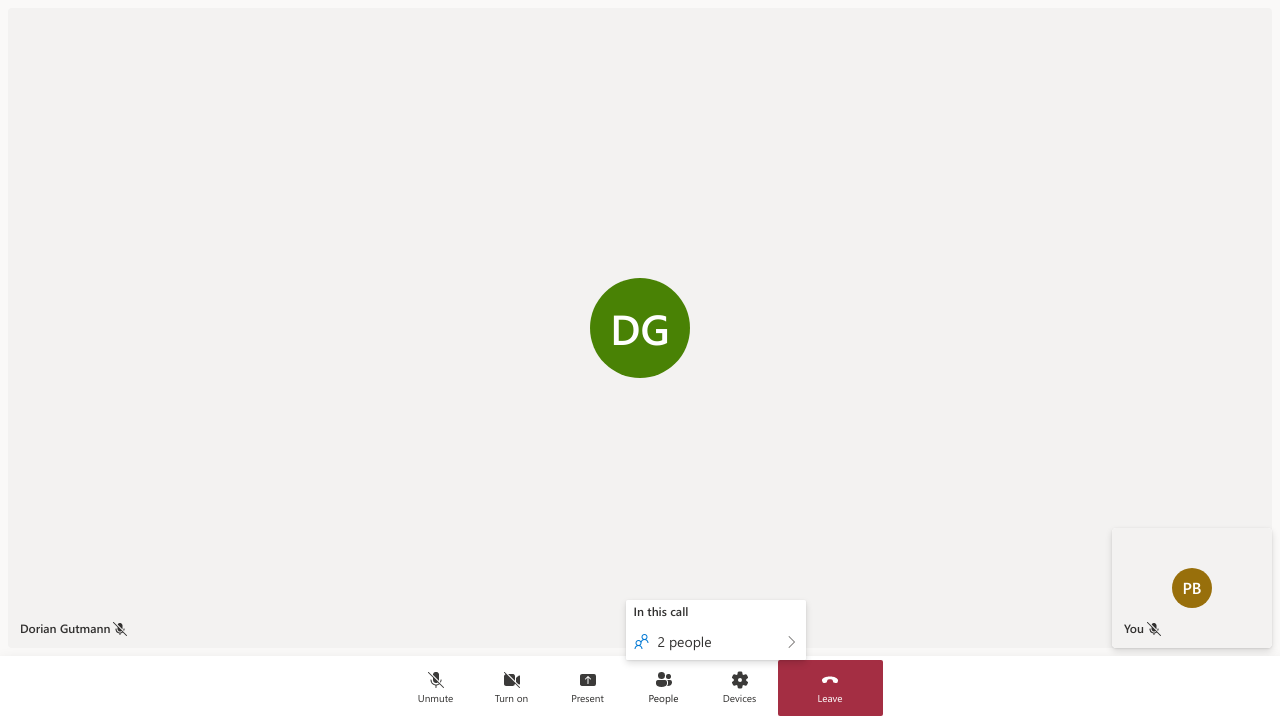 DG
PB
Dorian Gutmann
You
In this call
2 people
Unmute
Turn on
Present
People
Devices
Leave